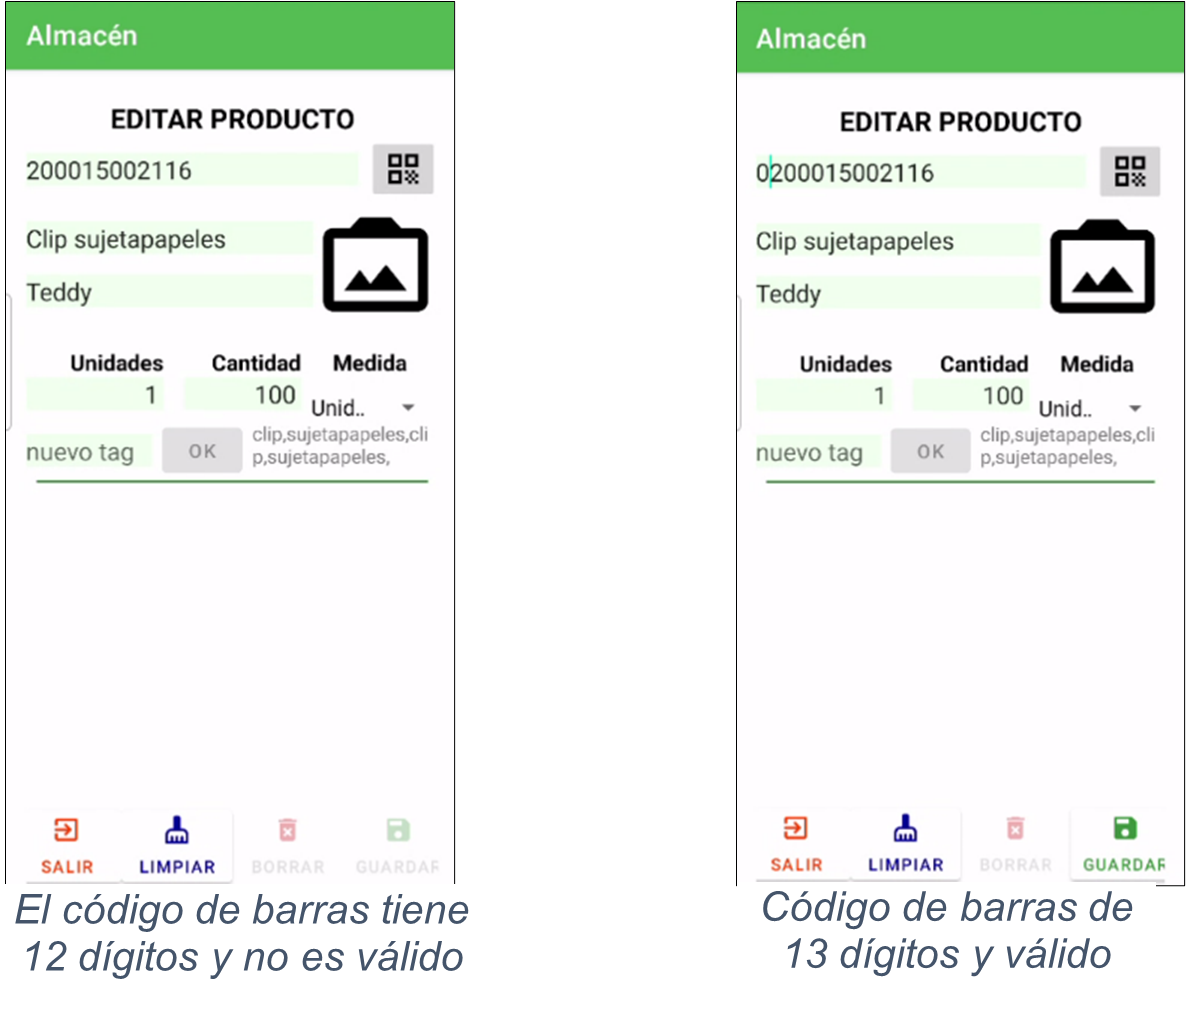 Almacén
EDITAR PRODUCTO
200015002116
Clip sujetapapeles
Teddy
Unidades Cantidad Medida
1 100 Unid..
nuevo tag OK clip,sujetapapeles,cli
p,sujetapapeles,
SALIR LIMPIAR BORRAR GUARDAR
El código de barras tiene
12 dígitos y no es válido
Almacén
EDITAR PRODUCTO
0200015002116
Clip sujetapapeles
Teddy
Unidades Cantidad Medida
1 100 Unid..
nuevo tag OK clip,sujetapapeles,cli
p,sujetapapeles,
SALIR LIMPIAR BORRAR GUARDAR
Código de barras de
13 dígitos y válido